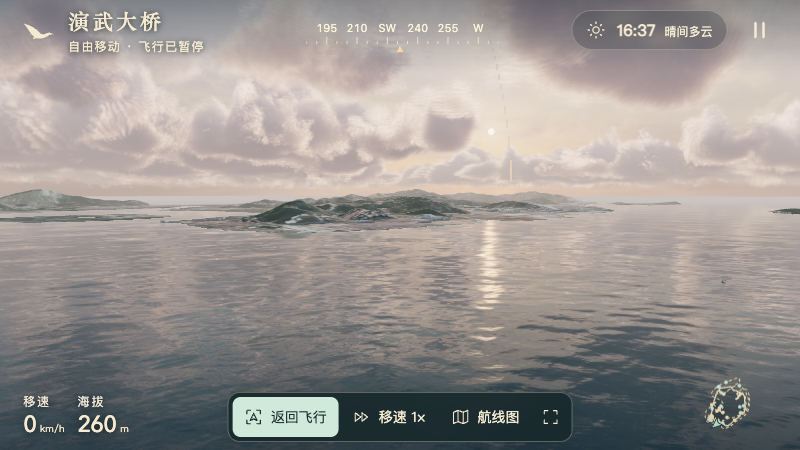 演武大桥
自由移动 · 飞行已暂停
195 210 SW 240 255 W
16:37 晴间多云
移速 海拔
0 km/h 260 m
返回飞行 移速 1x 航线图